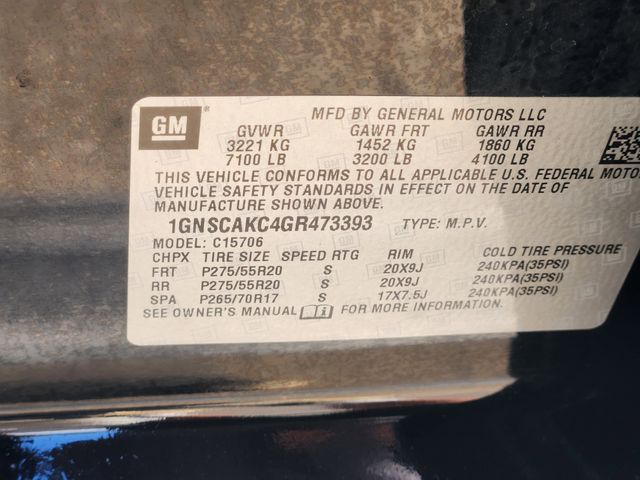 GM MFD BY GENERAL MOTORS LLC
GVWR GAWR FRT GAWR RR
3221 KG 1452 KG 1860 KG
7100 LB 3200 LB 4100 LB
THIS VEHICLE CONFORMS TO ALL APPLICABLE U.S. FEDERAL MOTO
VEHICLE SAFETY STANDARDS IN EFFECT ON THE DATE OF
MANUFACTURE SHOWN ABOVE.
1GNSCAKC4GR473393 TYPE: M.P.V.
MODEL: C15706
CHPX TIRE SIZE SPEED RTG RIM COLD TIRE PRESSURE
FRT P275/55R20 S 20X9J 240KPA(35PSI)
RR P275/55R20 S 20X9J 240KPA(35PSI)
SPA P265/70R17 S 17X7.5J 240KPA(35PSI)
SEE OWNER'S MANUAL FOR MORE INFORMATION.